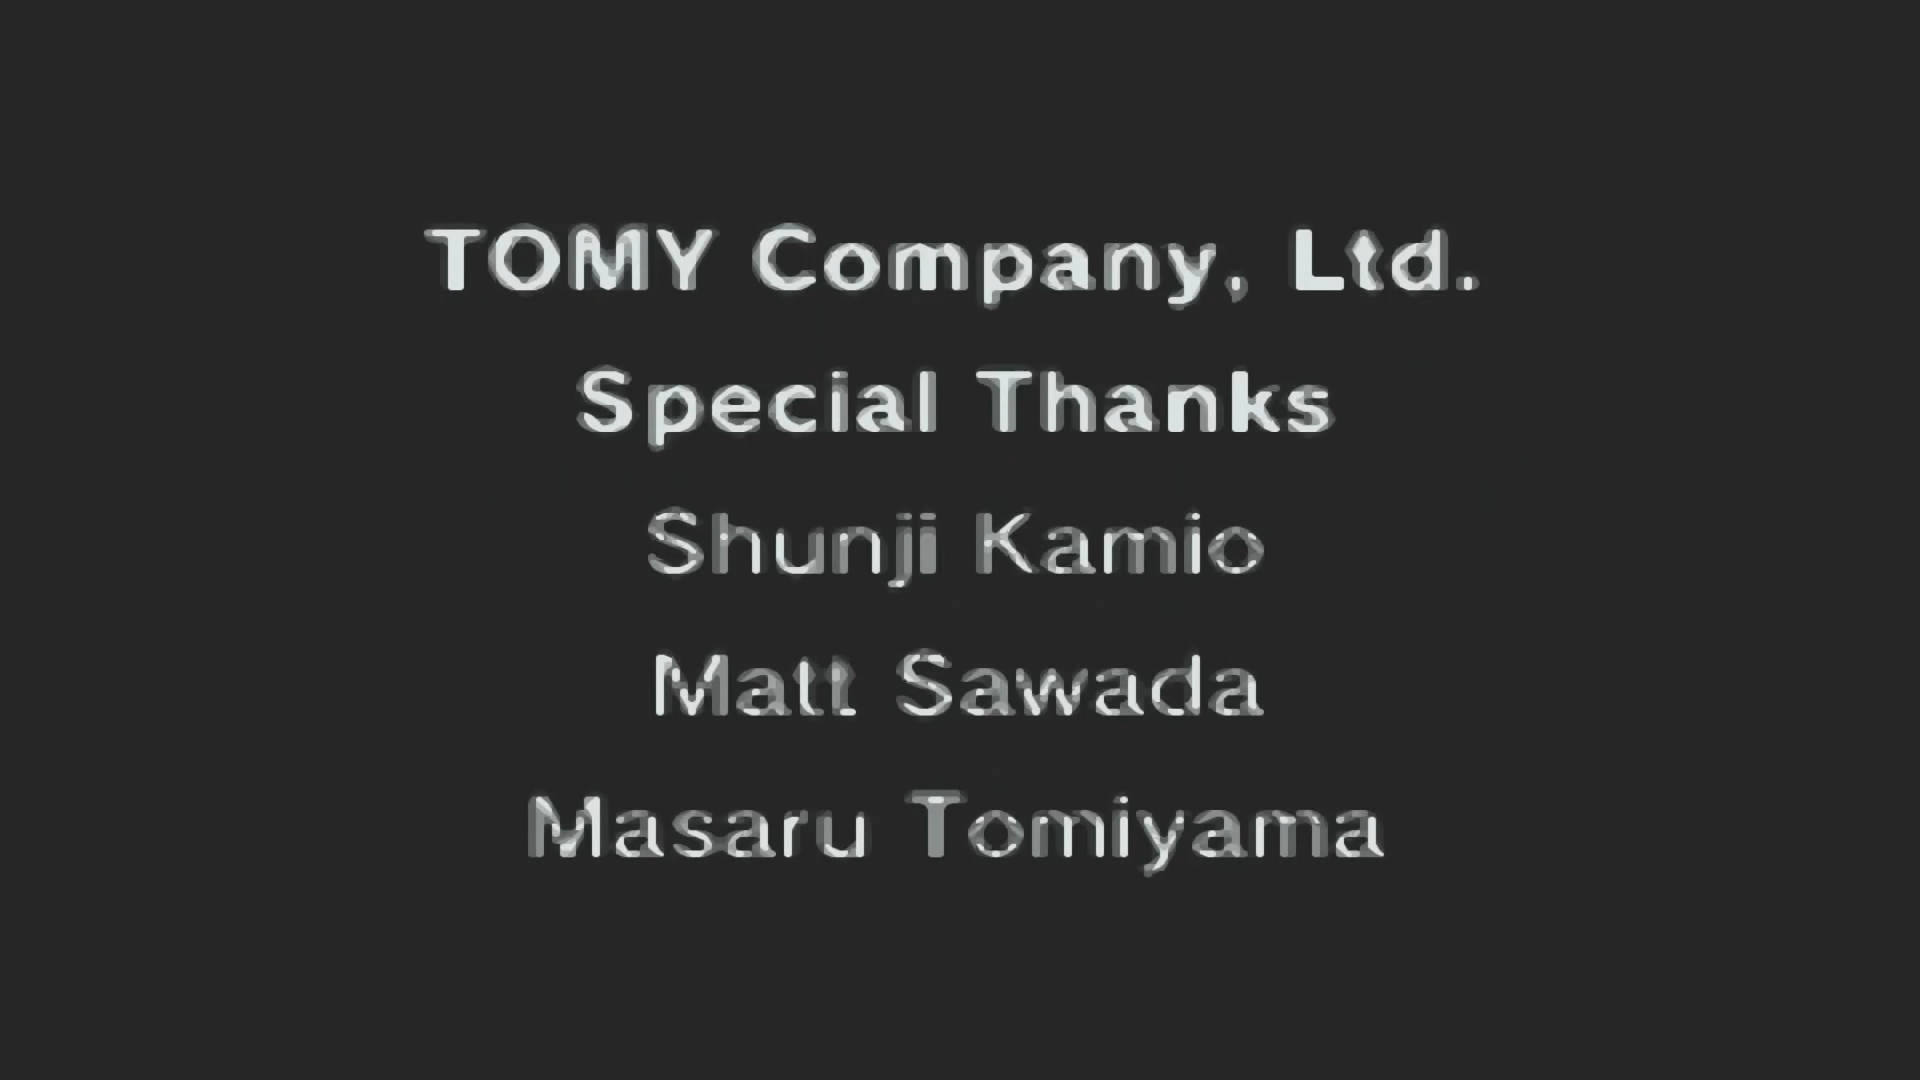 TOMY Company, Ltd.
Special Thanks
Shunji Kamio
Matt Sawada
Masaru Tomiyama